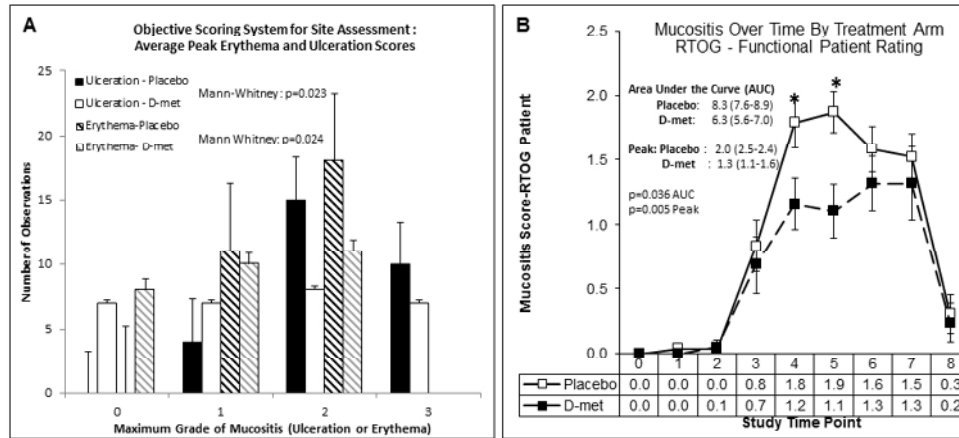 A
Objective Scoring System for Site Assessment :
Average Peak Erythema and Ulceration Scores
25
20
15
10
5
0
Number of Observations
Ulceration - Placebo
Ulceration - D-met
Erythema-Placebo
Erythema- D-met
Mann-Whitney: p=0.023
Mann Whitney: p=0.024
0 1 2 3
Maximum Grade of Mucositis (Ulceration or Erythema)
B
Mucositis Over Time By Treatment Arm
RTOG - Functional Patient Rating
Area Under the Curve (AUC)
Placebo: 8.3 (7.6-8.9)
D-met: 6.3 (5.6-7.0)
Peak: Placebo : 2.0 (2.5-2.4)
D-met : 1.3 (1.1-1.6)
p=0.036 AUC
p=0.005 Peak
* *
2.5
2.0
1.5
1.0
0.5
0.0
Mucositis Score-RTOG Patient
0 1 2 3 4 5 6 7 8
Placebo 0.0 0.0 0.0 0.8 1.8 1.9 1.6 1.5 0.3
D-met 0.0 0.0 0.1 0.7 1.2 1.1 1.3 1.3 0.2
Study Time Point